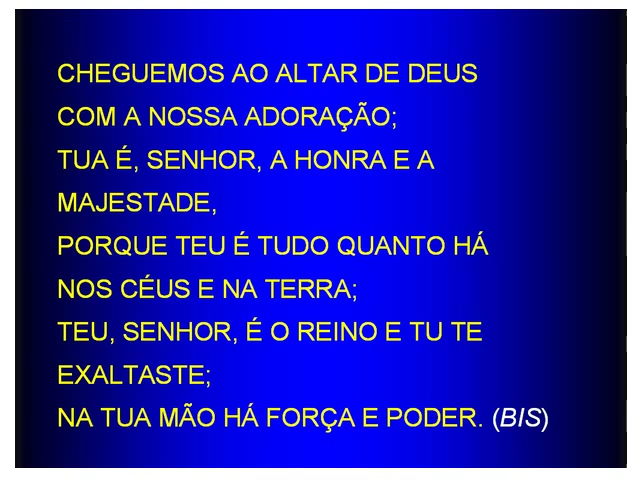 CHEGUEMOS AO ALTAR DE DEUS
COM A NOSSA ADORAÇÃO;
TUA É, SENHOR, A HONRA E A
MAJESTADE,
PORQUE TEU É TUDO QUANTO HÁ
NOS CÉUS E NA TERRA;
TEU, SENHOR, É O REINO E TU TE
EXALTASTE;
NA TUA MÃO HÁ FORÇA E PODER. (BIS)